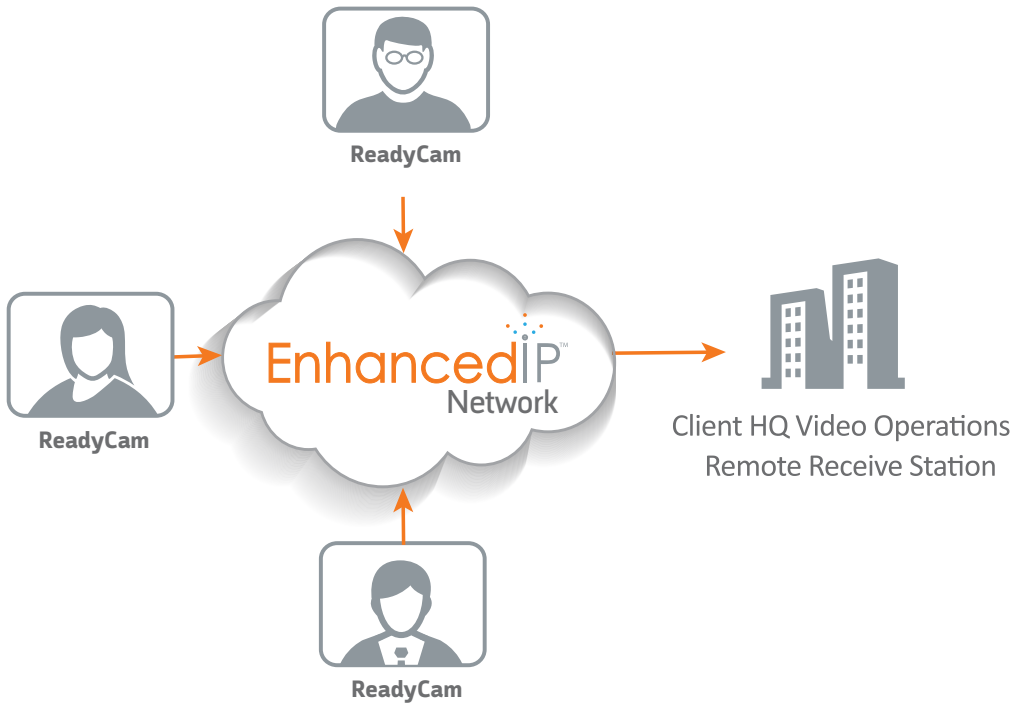 ReadyCam
ReadyCam
EnhancedIP™
Network
Client HQ Video Operations
Remote Receive Station
ReadyCam